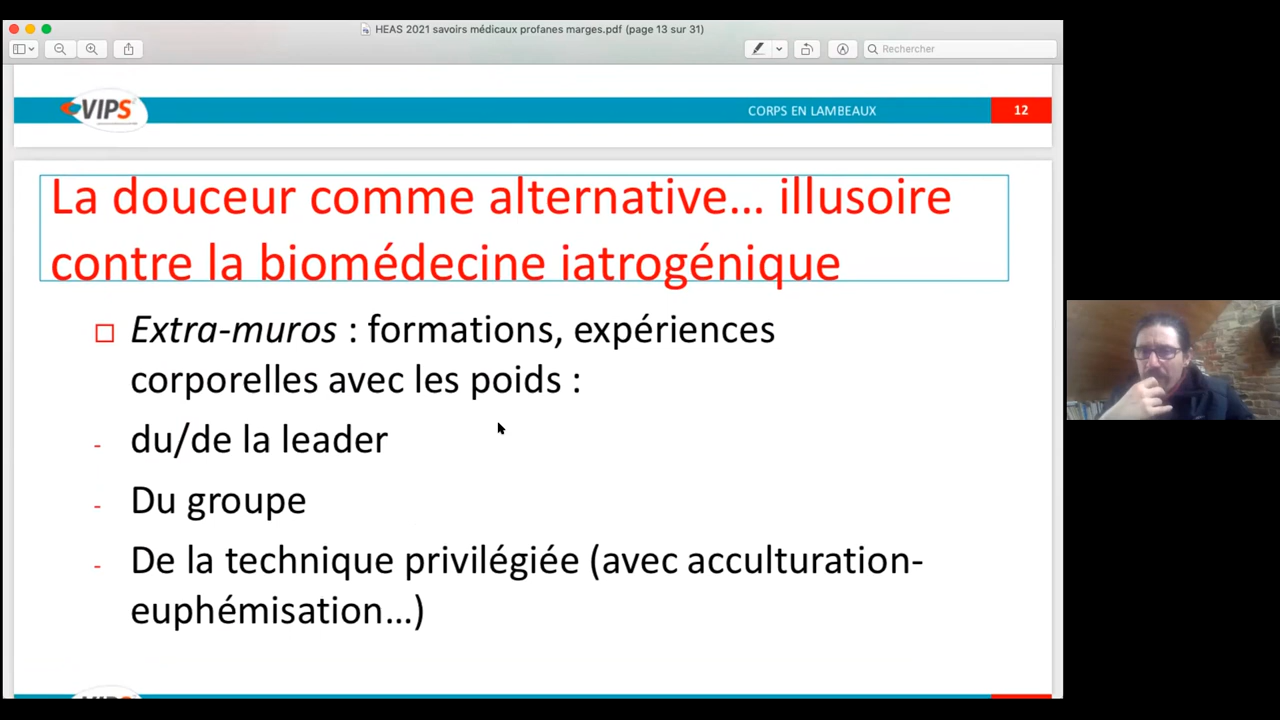 HEAS 2021 savoirs médicaux profanes marges.pdf (page 13 sur 31)
Rechercher
VIPS
CORPS EN LAMBEAUX
12
La douceur comme alternative... illusoire
contre la biomédecine iatrogénique
Extra-muros : formations, expériences
corporelles avec les poids :
- du/de la leader
- Du groupe
- De la technique privilégiée (avec acculturation-
euphémisation...)